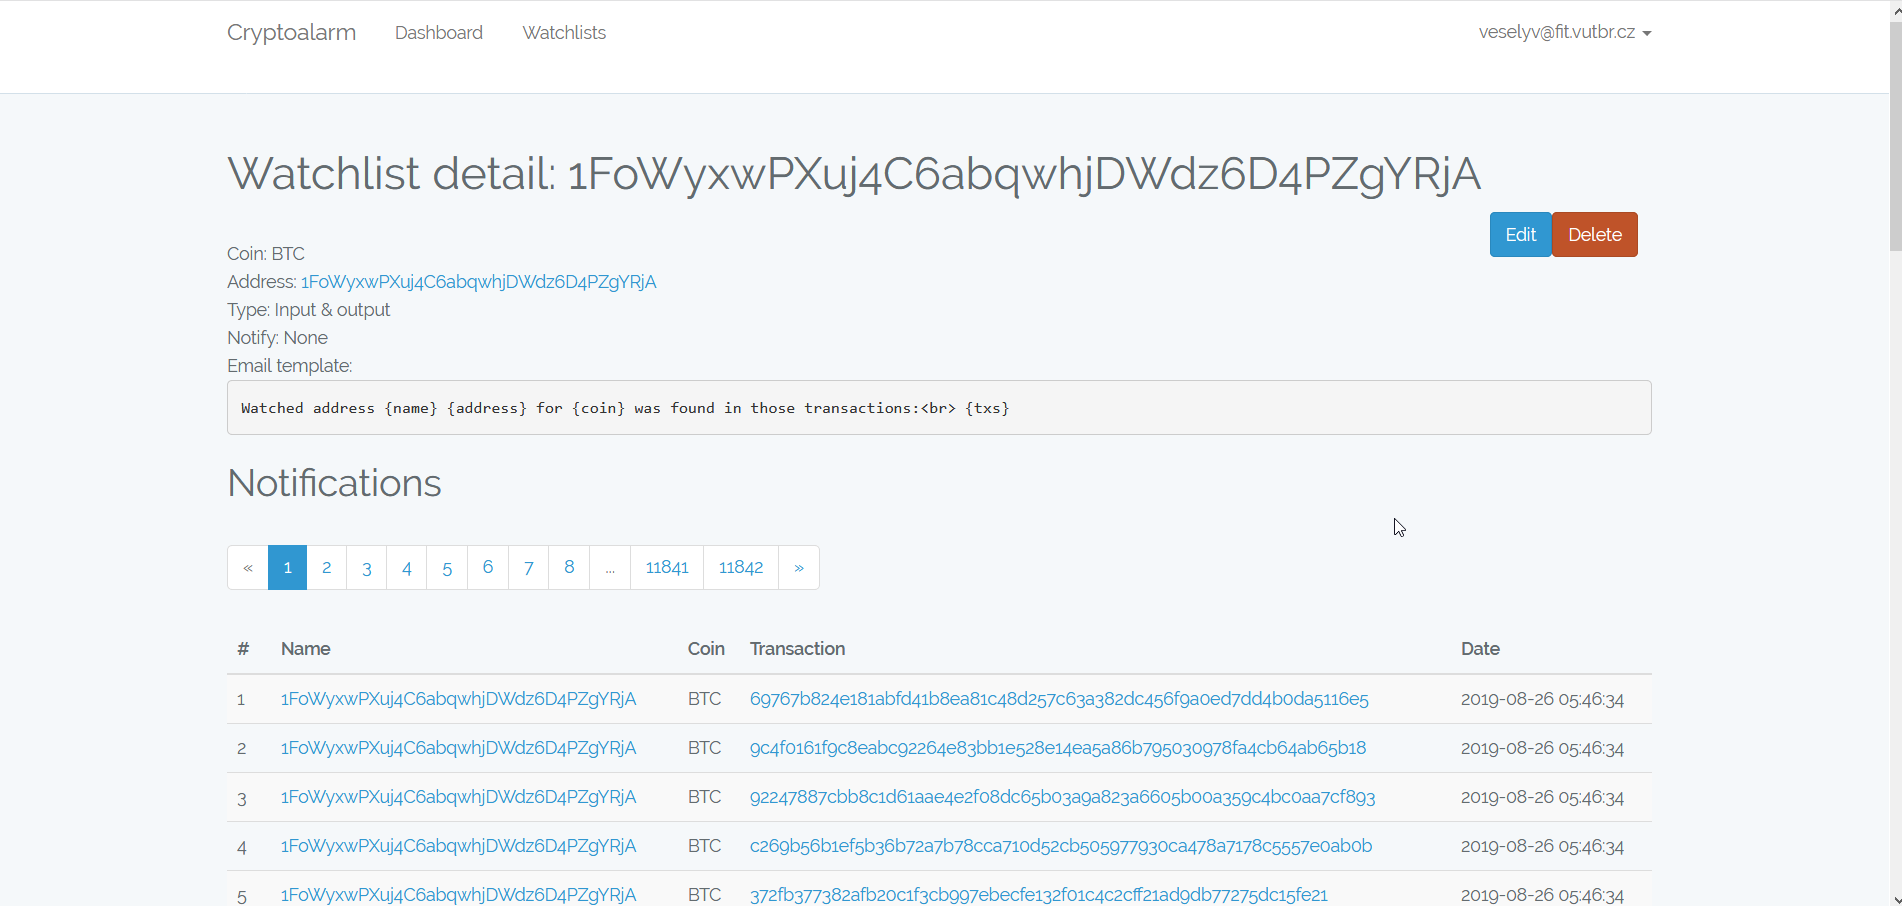 Cryptoalarm Dashboard Watchlists veselyv@fit.vutbr.cz
Watchlist detail: 1FoWyxwPXuj4C6abqwhjDWdz6D4PZgYRjA
Edit Delete
Coin: BTC
Address: 1FoWyxwPXuj4C6abqwhjDWdz6D4PZgYRjA
Type: Input & output
Notify: None
Email template:
Watched address {name} {address} for {coin} was found in those transactions:<br> {txs}
Notifications
« 1 2 3 4 5 6 7 8 ... 11841 11842 »
# Name Coin Transaction Date
1 1FoWyxwPXuj4C6abqwhjDWdz6D4PZgYRjA BTC 69767b824e181abfd41b8ea81c48d257c63a382dc456f9a0ed7dd4b0da5116e5 2019-08-26 05:46:34
2 1FoWyxwPXuj4C6abqwhjDWdz6D4PZgYRjA BTC 9c4f0161f9c8eabc92264e83bb1e528e14ea5a86b795030978fa4cb64ab65b18 2019-08-26 05:46:34
3 1FoWyxwPXuj4C6abqwhjDWdz6D4PZgYRjA BTC 92247887cbb8c1d61aae4e2f08dc65b03a9a823a6605b00a359c4bc0aa7cf893 2019-08-26 05:46:34
4 1FoWyxwPXuj4C6abqwhjDWdz6D4PZgYRjA BTC c269b56b1ef5b36b72a7b78cca710d52cb505977930ca478a7178c5557e0ab0b 2019-08-26 05:46:34
5 1FoWyxwPXuj4C6abqwhjDWdz6D4PZgYRjA BTC 372fb377382afb20c1f3cb997ebecfe132f01c4c2cff21ad9db77275dc15fe21 2019-08-26 05:46:34